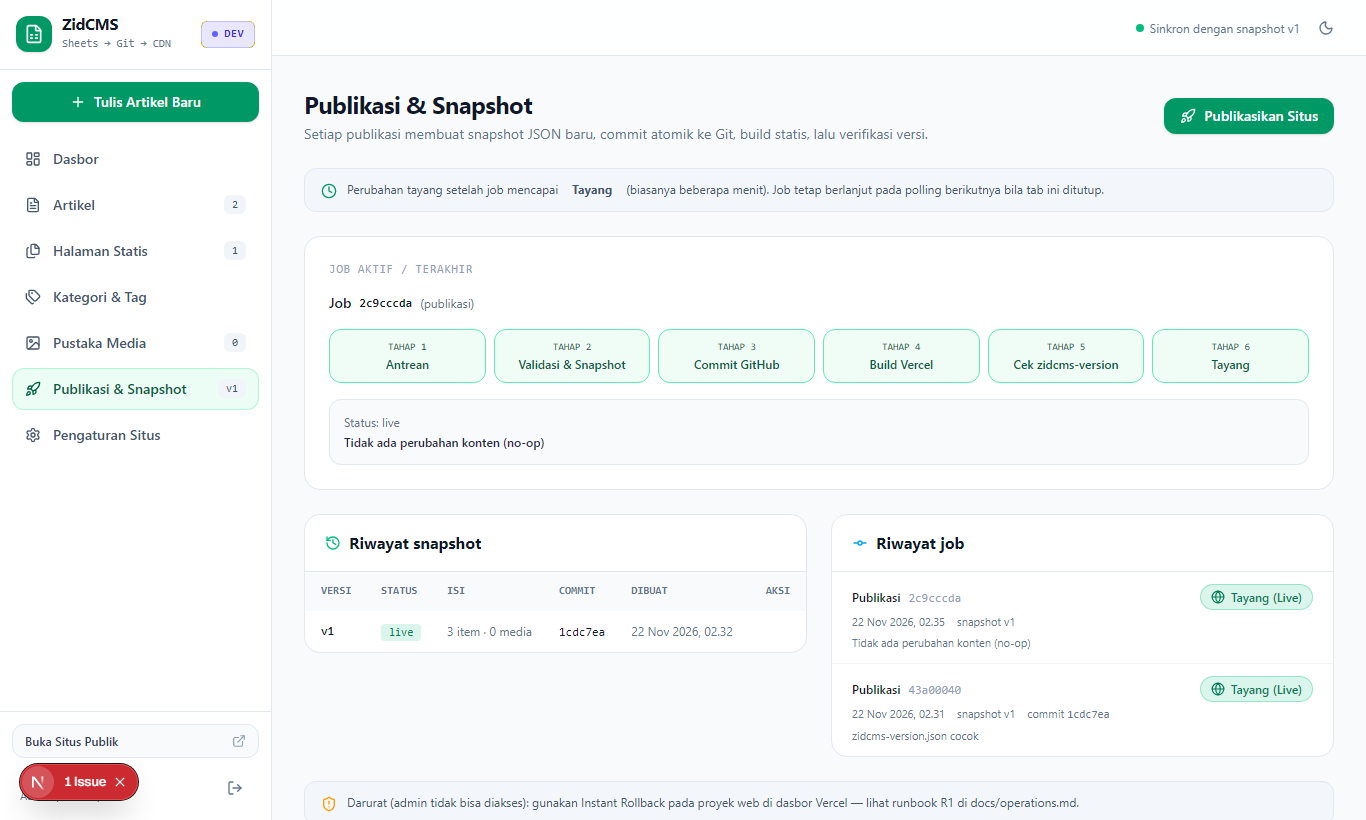 ZidCMS
Sheets → Git → CDN
DEV
Tulis Artikel Baru
Dasbor
Artikel 2
Halaman Statis 1
Kategori & Tag
Pustaka Media 0
Publikasi & Snapshot v1
Pengaturan Situs
Buka Situs Publik
N 1 Issue
Sinkron dengan snapshot v1
Publikasi & Snapshot
Setiap publikasi membuat snapshot JSON baru, commit atomik ke Git, build statis, lalu verifikasi versi.
Publikasikan Situs
Perubahan tayang setelah job mencapai Tayang (biasanya beberapa menit). Job tetap berlanjut pada polling berikutnya bila tab ini ditutup.
JOB AKTIF / TERAKHIR
Job 2c9cccda (publikasi)
TAHAP 1
Antrean
TAHAP 2
Validasi & Snapshot
TAHAP 3
Commit GitHub
TAHAP 4
Build Vercel
TAHAP 5
Cek zidcms-version
TAHAP 6
Tayang
Status: live
Tidak ada perubahan konten (no-op)
Riwayat snapshot
VERSI STATUS ISI COMMIT DIBUAT AKSI
v1 live 3 item · 0 media 1cdc7ea 22 Nov 2026, 02.32
Riwayat job
Publikasi 2c9cccda Tayang (Live)
22 Nov 2026, 02.35 snapshot v1
Tidak ada perubahan konten (no-op)
Publikasi 43a00040 Tayang (Live)
22 Nov 2026, 02.31 snapshot v1 commit 1cdc7ea
zidcms-version.json cocok
Darurat (admin tidak bisa diakses): gunakan Instant Rollback pada proyek web di dasbor Vercel — lihat runbook R1 di docs/operations.md.